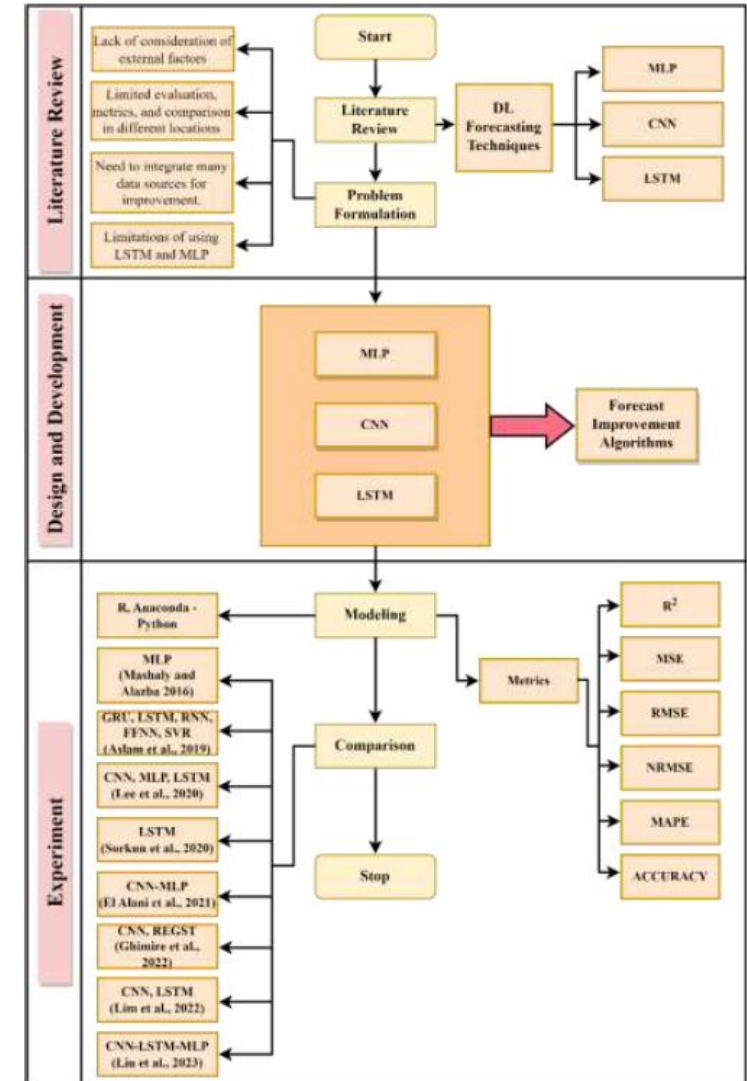 Literature Review
Start
Literature
Review
Problem
Formulation
Lack of consideration of
external factors
Limited evaluation,
metrics, and comparison
in different locations
Need to integrate many
data sources for
improvement.
Limitations of using
LSTM and MLP
DL
Forecasting
Techniques
MLP
CNN
LSTM
Design and Development
MLP
CNN
LSTM
Forecast
Improvement
Algorithms
Experiment
Modeling
Comparison
Stop
R, Anaconda -
Python
MLP
(Mashaly and
Alazba 2016)
GRU, LSTM, RNN,
FFNN, SVR
(Aslam et al., 2019)
CNN, MLP, LSTM
(Lee et al., 2020)
LSTM
(Sorkun et al., 2020)
CNN-MLP
(El Alani et al., 2021)
CNN, REGST
(Ghimire et al.,
2022)
CNN, LSTM
(Lim et al., 2022)
CNN-LSTM-MLP
(Liu et al., 2023)
Metrics
R²
MSE
RMSE
NRMSE
MAPE
ACCURACY